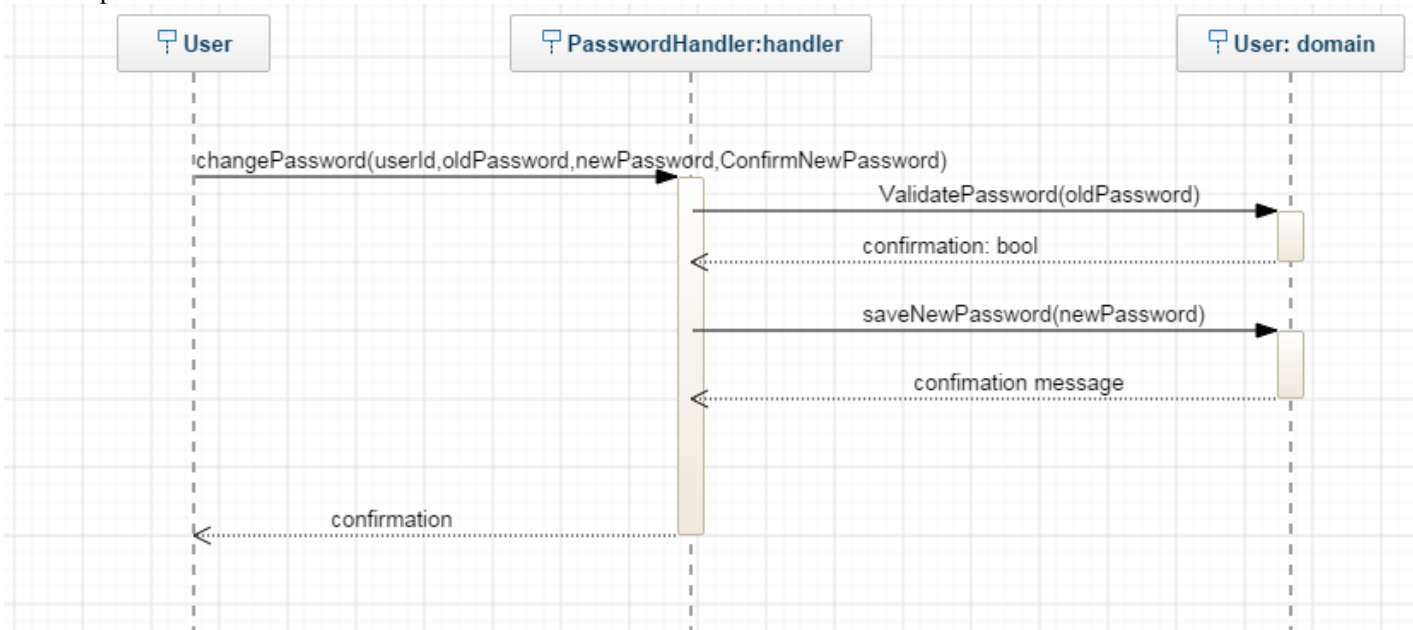 User
PasswordHandler:handler
User: domain
changePassword(userId,oldPassword,newPassword,ConfirmNewPassword)
ValidatePassword(oldPassword)
confirmation: bool
saveNewPassword(newPassword)
confimation message
confirmation